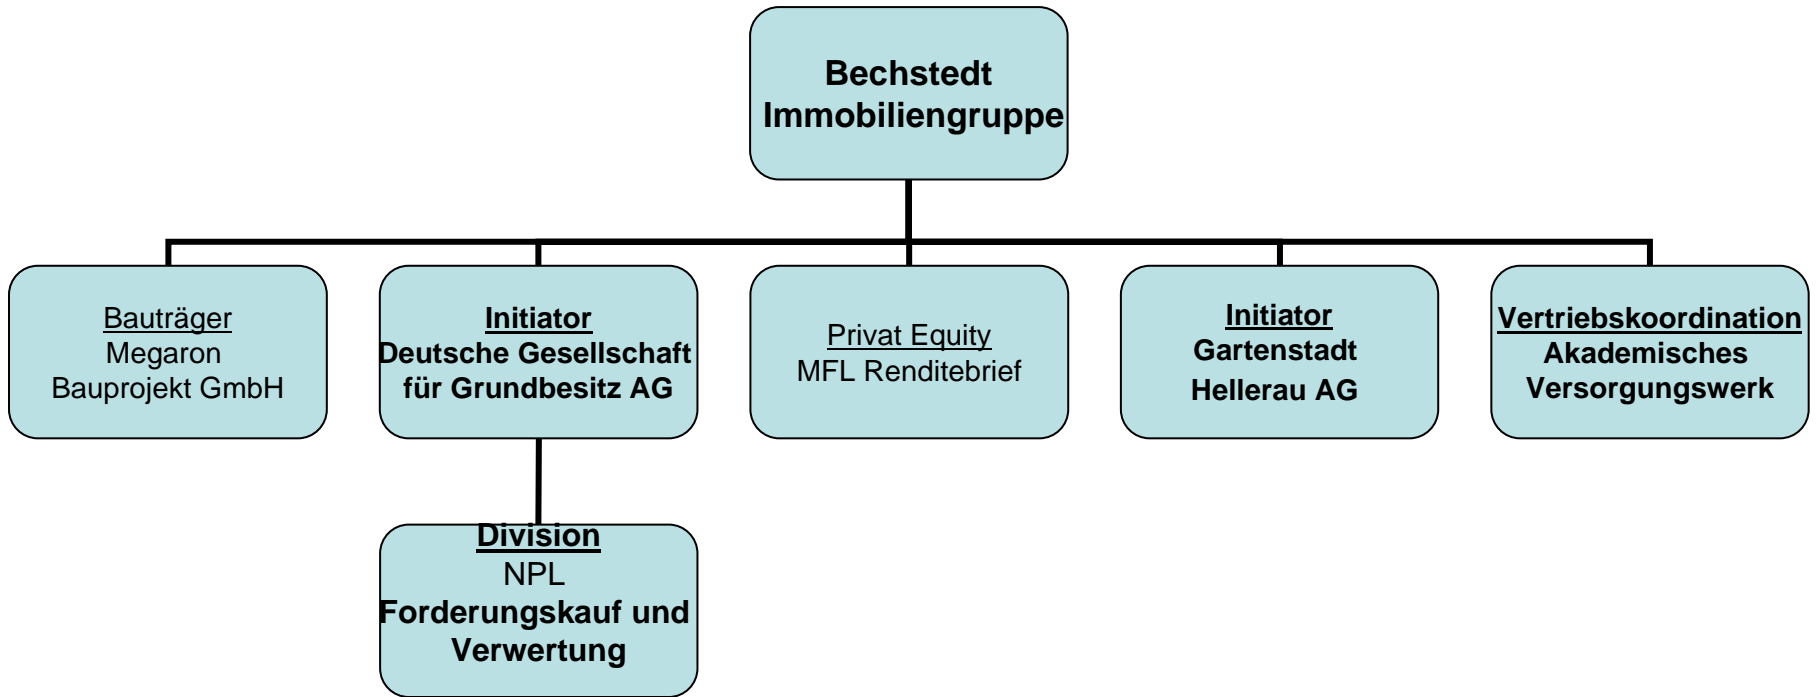 Bechstedt
Immobiliengruppe
Bauträger
Megaron
Bauprojekt GmbH
Initiator
Deutsche Gesellschaft
für Grundbesitz AG
Privat Equity
MFL Renditebrief
Initiator
Gartenstadt
Hellerau AG
Vertriebskoordination
Akademisches
Versorgungswerk
Division
NPL
Forderungskauf und
Verwertung